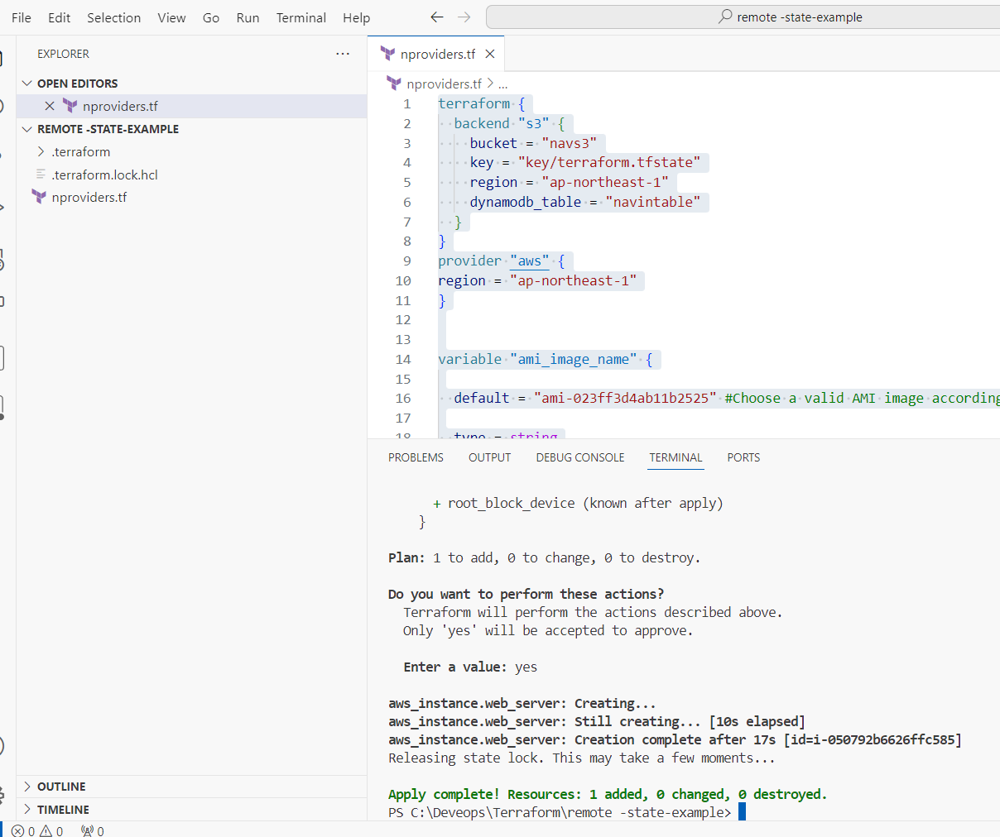 File Edit Selection View Go Run Terminal Help
remote -state-example
EXPLORER
OPEN EDITORS
nproviders.tf
REMOTE -STATE-EXAMPLE
.terraform
.terraform.lock.hcl
nproviders.tf
OUTLINE
TIMELINE
0 0 0
nproviders.tf
nproviders.tf > ...
1 terraform {
2   backend "s3" {
3     bucket = "navs3"
4     key = "key/terraform.tfstate"
5     region = "ap-northeast-1"
6     dynamodb_table = "navintable"
7   }
8 }
9 provider "aws" {
10 region = "ap-northeast-1"
11 }
12
13
14 variable "ami_image_name" {
15
16   default = "ami-023ff3d4ab11b2525" #Choose a valid AMI image according
17
18   type = string
PROBLEMS OUTPUT DEBUG CONSOLE TERMINAL PORTS
+ root_block_device (known after apply)
}
Plan: 1 to add, 0 to change, 0 to destroy.
Do you want to perform these actions?
Terraform will perform the actions described above.
Only 'yes' will be accepted to approve.
Enter a value: yes
aws_instance.web_server: Creating...
aws_instance.web_server: Still creating... [10s elapsed]
aws_instance.web_server: Creation complete after 17s [id=i-050792b6626ffc585]
Releasing state lock. This may take a few moments...
Apply complete! Resources: 1 added, 0 changed, 0 destroyed.
PS C:\Deveops\Terraform\remote -state-example>